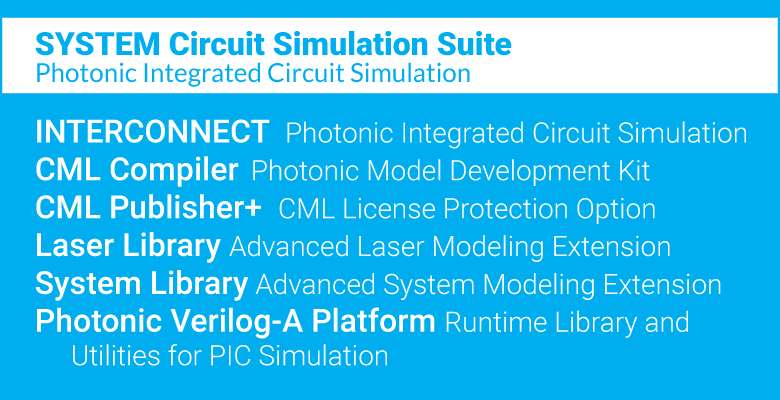 SYSTEM Circuit Simulation Suite
Photonic Integrated Circuit Simulation
INTERCONNECT Photonic Integrated Circuit Simulation
CML Compiler Photonic Model Development Kit
CML Publisher+ CML License Protection Option
Laser Library Advanced Laser Modeling Extension
System Library Advanced System Modeling Extension
Photonic Verilog-A Platform Runtime Library and
Utilities for PIC Simulation